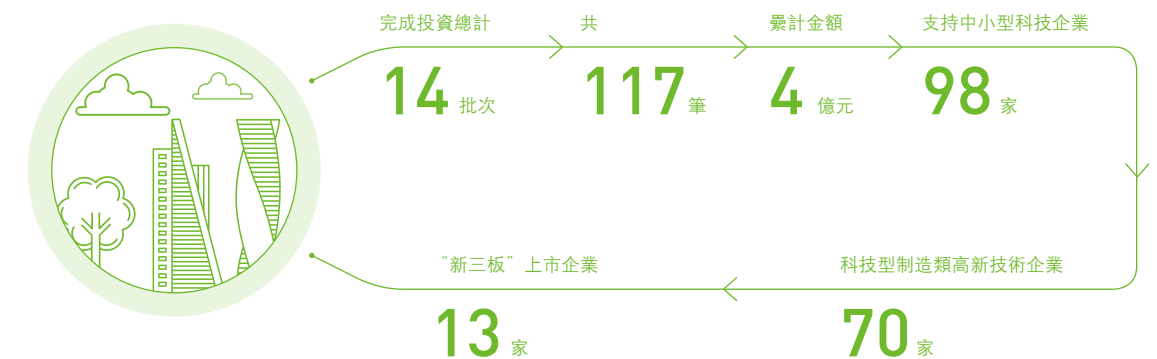 完成投資總計
14 批次
共
117 筆
纍計金額
4 億元
支持中小型科技企業
98 家
科技型制造類高新技術企業
70 家
“新三板”上市企業
13 家